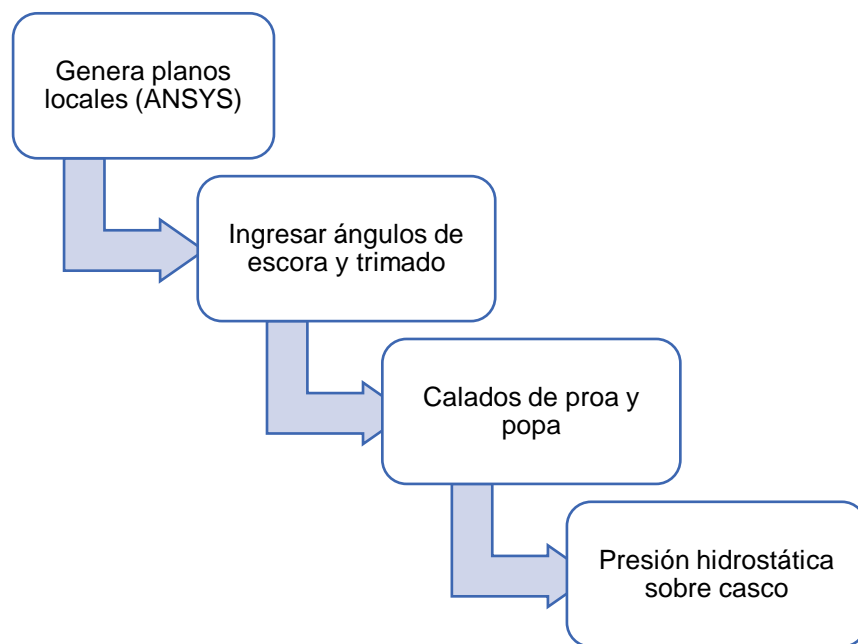 Genera planos
locales (ANSYS)
Ingresar ángulos de
escora y trimado
Calados de proa y
popa
Presión hidrostática
sobre casco